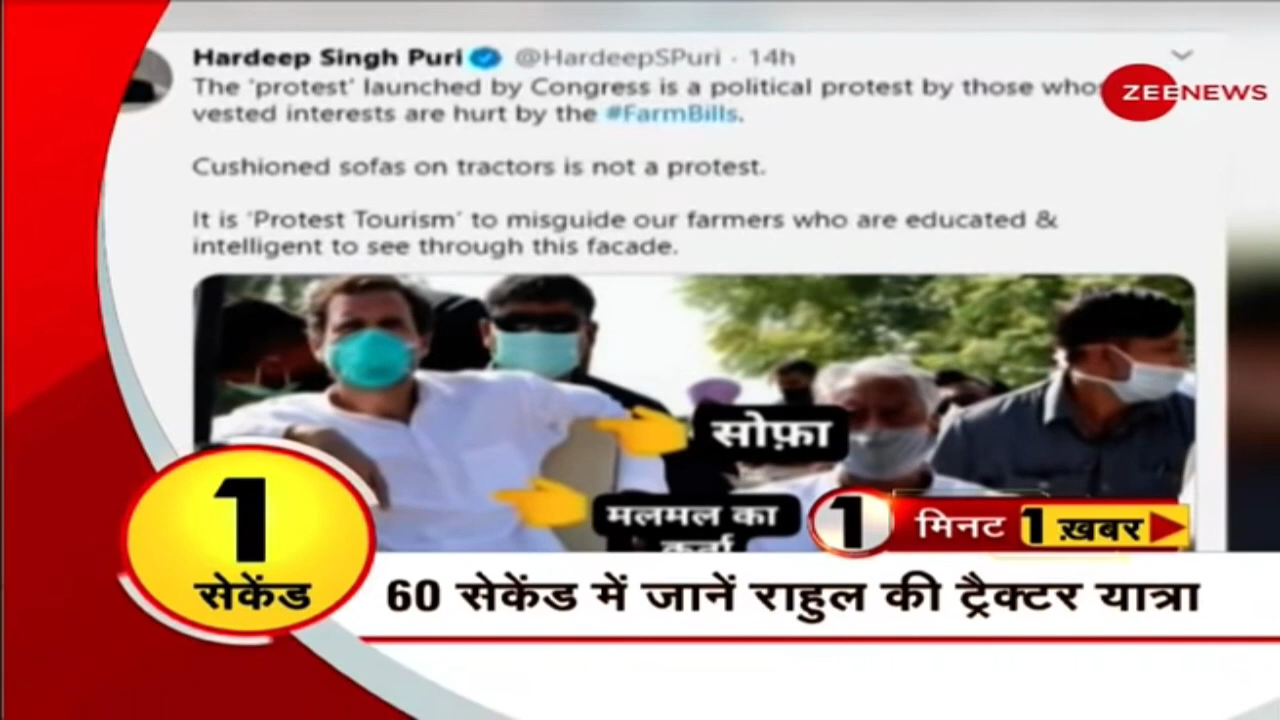 Hardeep Singh Puri @HardeepSPuri · 14h
The 'protest' launched by Congress is a political protest by those
vested interests are hurt by the #FarmBills.
ZEENEWS
Cushioned sofas on tractors is not a protest.
It is 'Protest Tourism' to misguide our farmers who are educated &
intelligent to see through this facade.
सोफ़ा
मलमल का
1 मिनट 1 ख़बर
1
सेकेंड
60 सेकेंड में जानें राहुल की ट्रैक्टर यात्रा